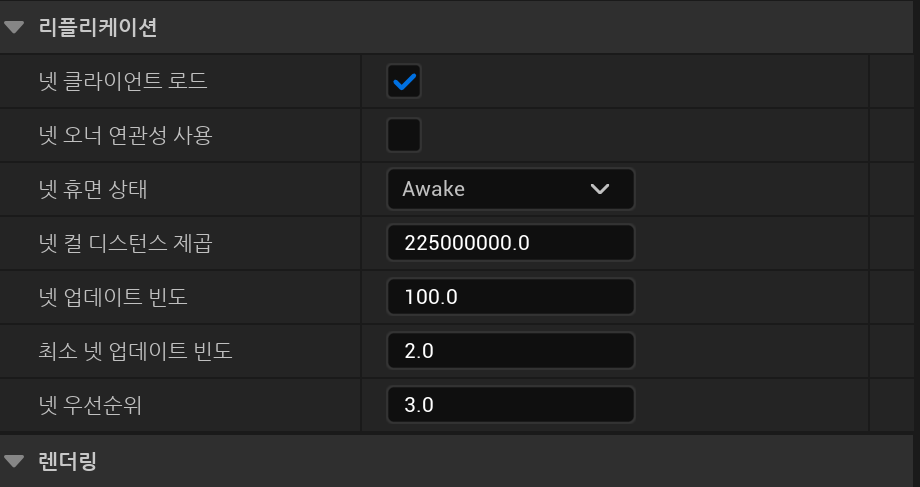 리플리케이션
넷 클라이언트 로드
넷 오너 연관성 사용
넷 휴면 상태 Awake
넷 컬 디스턴스 제곱 225000000.0
넷 업데이트 빈도 100.0
최소 넷 업데이트 빈도 2.0
넷 우선순위 3.0
렌더링